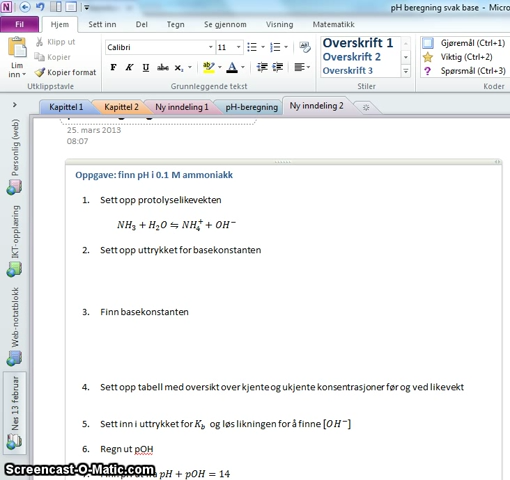 pH beregning svak base - Micro
Fil Hjem Sett inn Del Tegn Se gjennom Visning Matematikk
Lim inn
Klipp ut
Kopier
Kopier format
Utklippstavle
Calibri 11
F K U abc x₂
Grunnleggende tekst
Overskrift 1
Overskrift 2
Overskrift 3
Stiler
Gjøremål (Ctrl+1)
Viktig (Ctrl+2)
Spørsmål (Ctrl+3)
Koder
Kapittel 1 Kapittel 2 Ny inndeling 1 pH-beregning Ny inndeling 2
Personlig (web)
IKT-opplæring
Web-notatblokk
Nes 13 februar
25. mars 2013
08:07
Oppgave: finn pH i 0.1 M ammoniakk
1. Sett opp protolyselikevekten
NH₃ + H₂O ⇋ NH₄⁺ + OH⁻
2. Sett opp uttrykket for basekonstanten
3. Finn basekonstanten
4. Sett opp tabell med oversikt over kjente og ukjente konsentrasjoner før og ved likevekt
5. Sett inn i uttrykket for K_b og løs likningen for å finne [OH⁻]
6. Regn ut pOH
pH + pOH = 14
Screencast-O-Matic.com